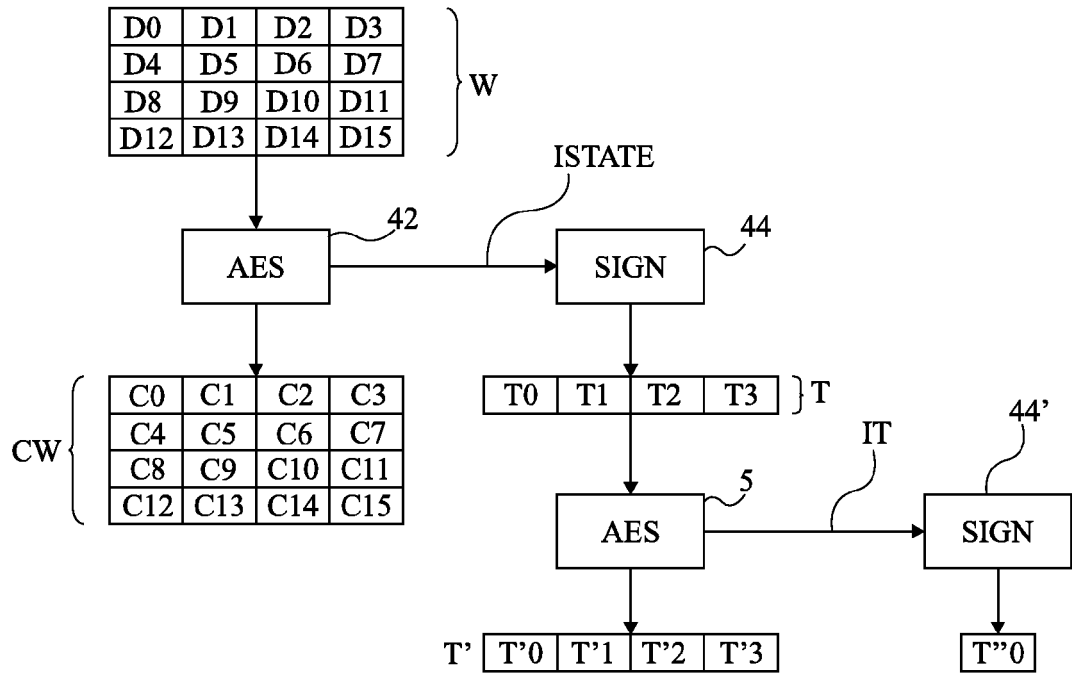 D0 D1 D2 D3
D4 D5 D6 D7
D8 D9 D10 D11
D12 D13 D14 D15
W
ISTATE
42
44
AES
SIGN
C0 C1 C2 C3
C4 C5 C6 C7
C8 C9 C10 C11
C12 C13 C14 C15
CW
T0 T1 T2 T3
T
44’
IT
5
AES
SIGN
T’ T’0 T’1 T’2 T’3
T”0